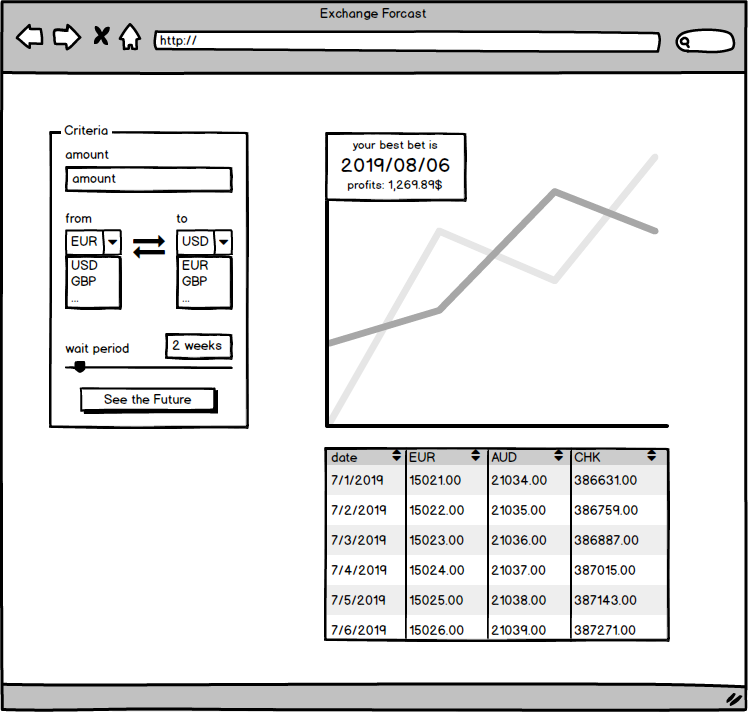 Exchange Forcast
http://
Criteria
amount
amount
from to
EUR USD
USD EUR
GBP GBP
... ...
wait period 2 weeks
See the Future
your best bet is
2019/08/06
profits: 1,269.89$
date EUR AUD CHK
7/1/2019 15021.00 21034.00 386631.00
7/2/2019 15022.00 21035.00 386759.00
7/3/2019 15023.00 21036.00 386887.00
7/4/2019 15024.00 21037.00 387015.00
7/5/2019 15025.00 21038.00 387143.00
7/6/2019 15026.00 21039.00 387271.00